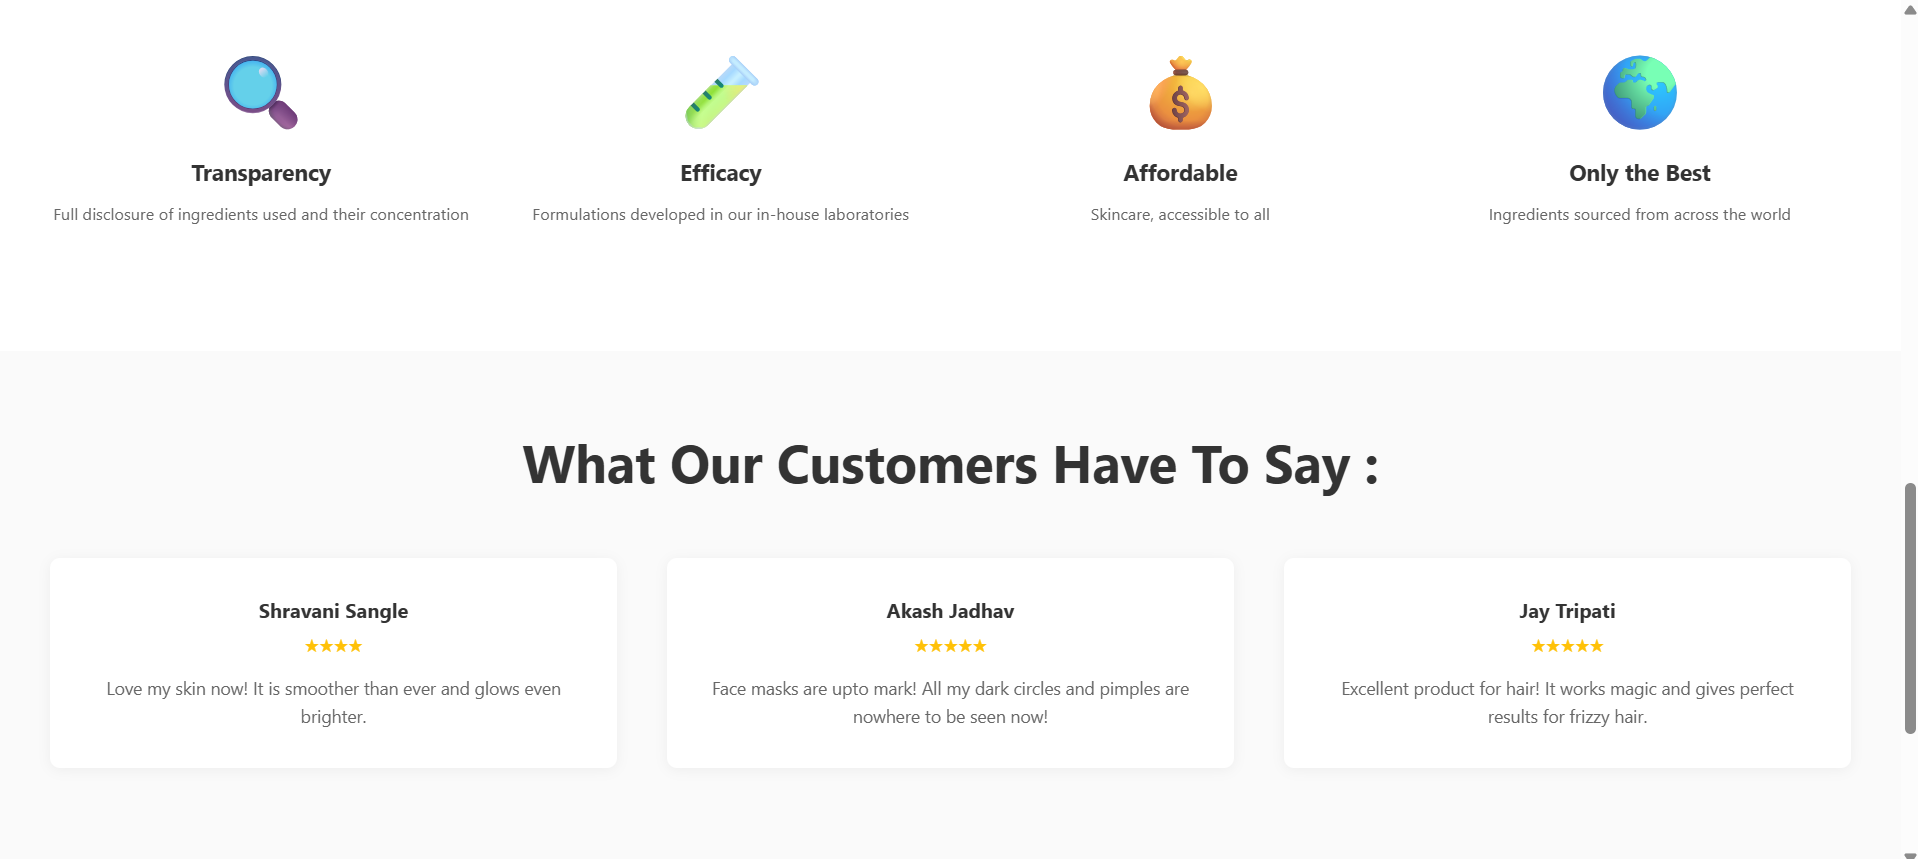 Transparency
Full disclosure of ingredients used and their concentration
Efficacy
Formulations developed in our in-house laboratories
$
Affordable
Skincare, accessible to all
Only the Best
Ingredients sourced from across the world
What Our Customers Have To Say :
Shravani Sangle
★★★★
Love my skin now! It is smoother than ever and glows even
brighter.
Akash Jadhav
★★★★★
Face masks are upto mark! All my dark circles and pimples are
nowhere to be seen now!
Jay Tripati
★★★★★
Excellent product for hair! It works magic and gives perfect
results for frizzy hair.